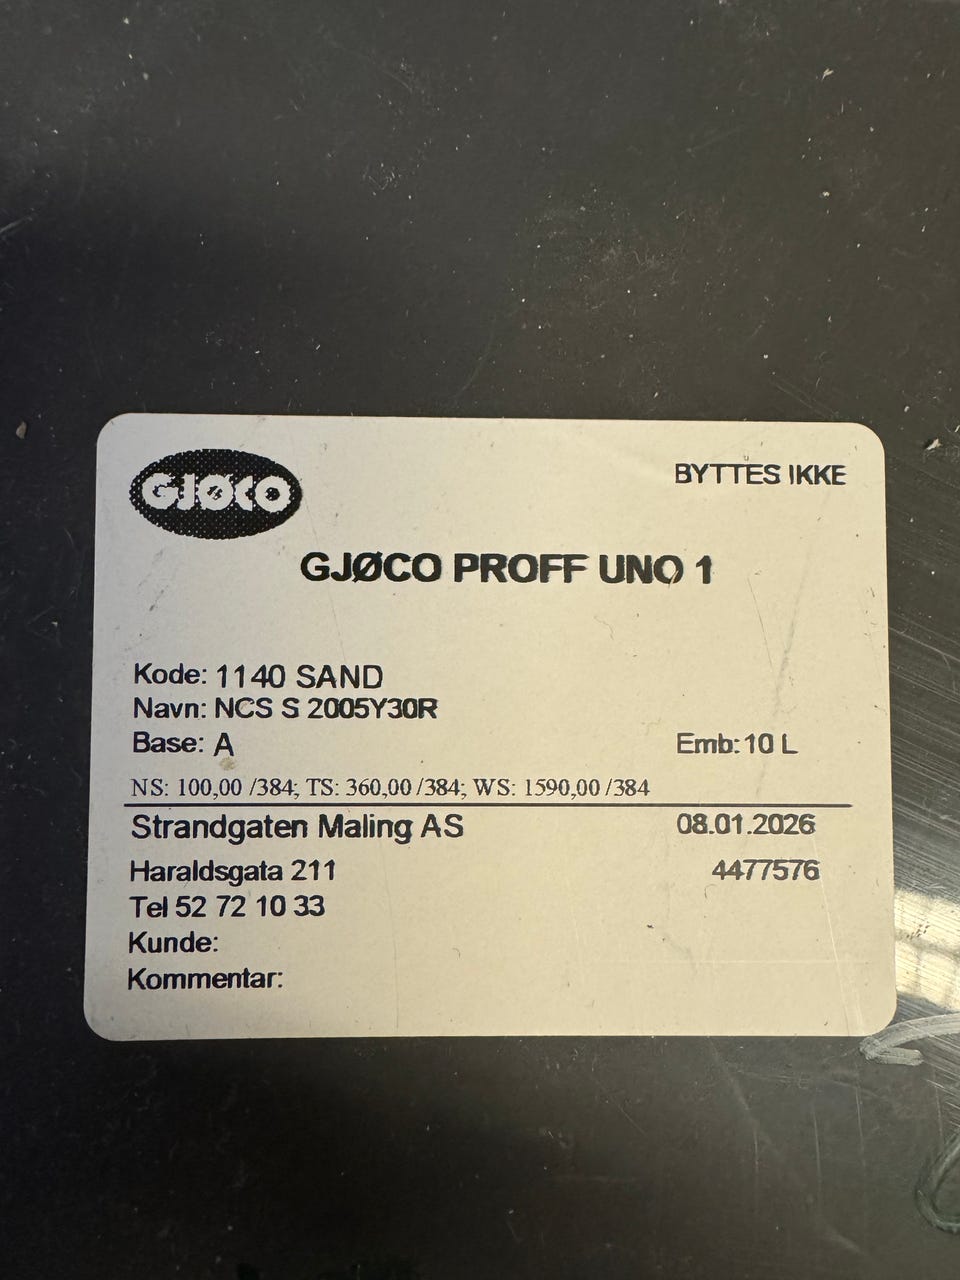 GJØCO
BYTTES IKKE
GJØCO PROFF UNO 1
Kode: 1140 SAND
Navn: NCS S 2005Y30R
Base: A
Emb: 10 L
NS: 100,00 /384; TS: 360,00 /384; WS: 1590,00 /384
Strandgaten Maling AS
08.01.2026
Haraldsgata 211
4477576
Tel 52 72 10 33
Kunde:
Kommentar: